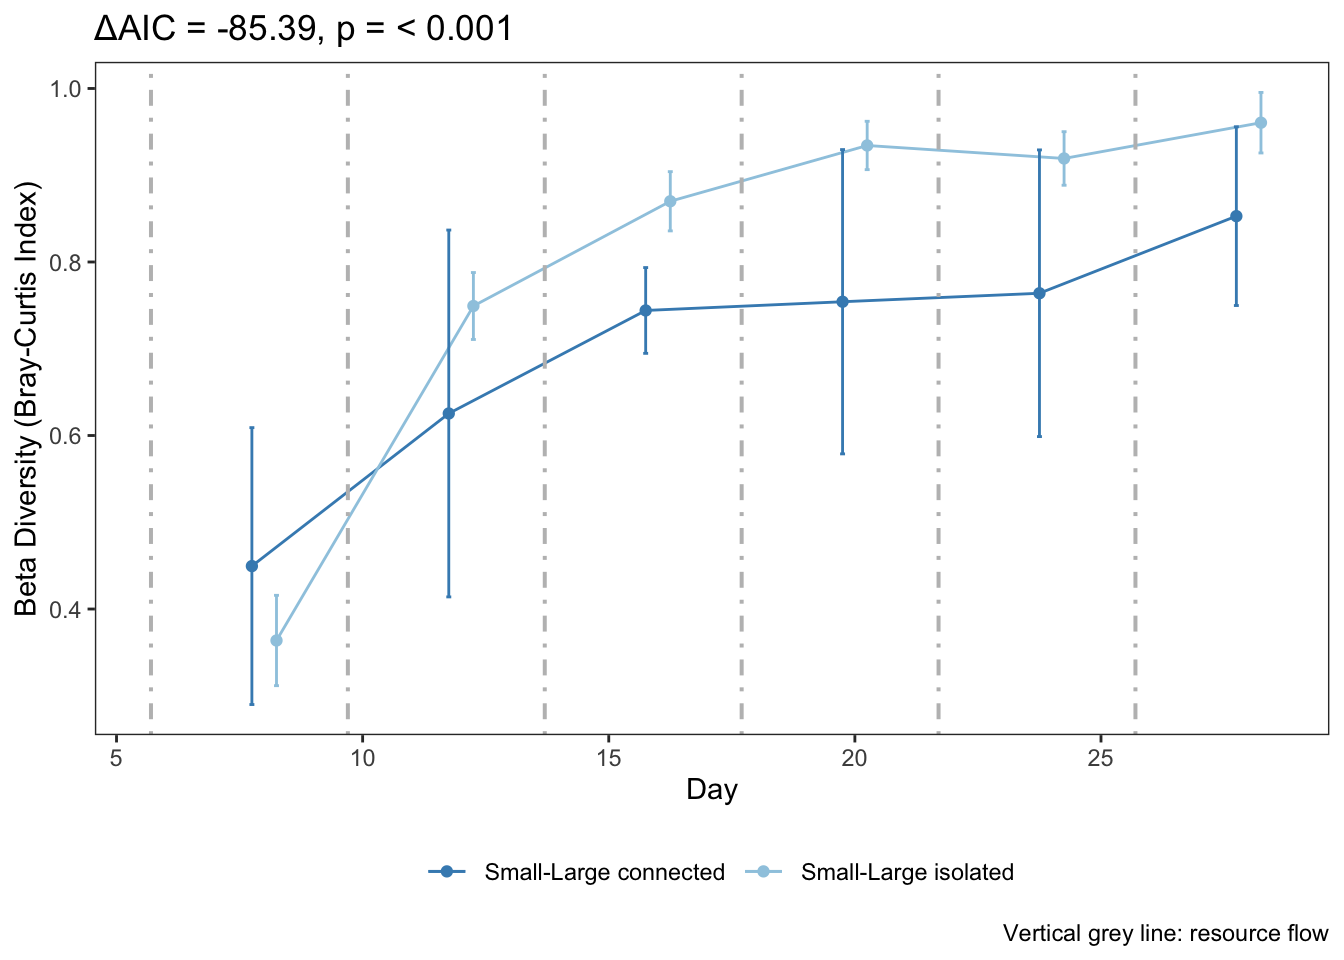 ΔAIC = -85.39, p = < 0.001
Beta Diversity (Bray-Curtis Index)
1.0
0.8
0.6
0.4
5 10 15 20 25
Day
Small-Large connected Small-Large isolated
Vertical grey line: resource flow